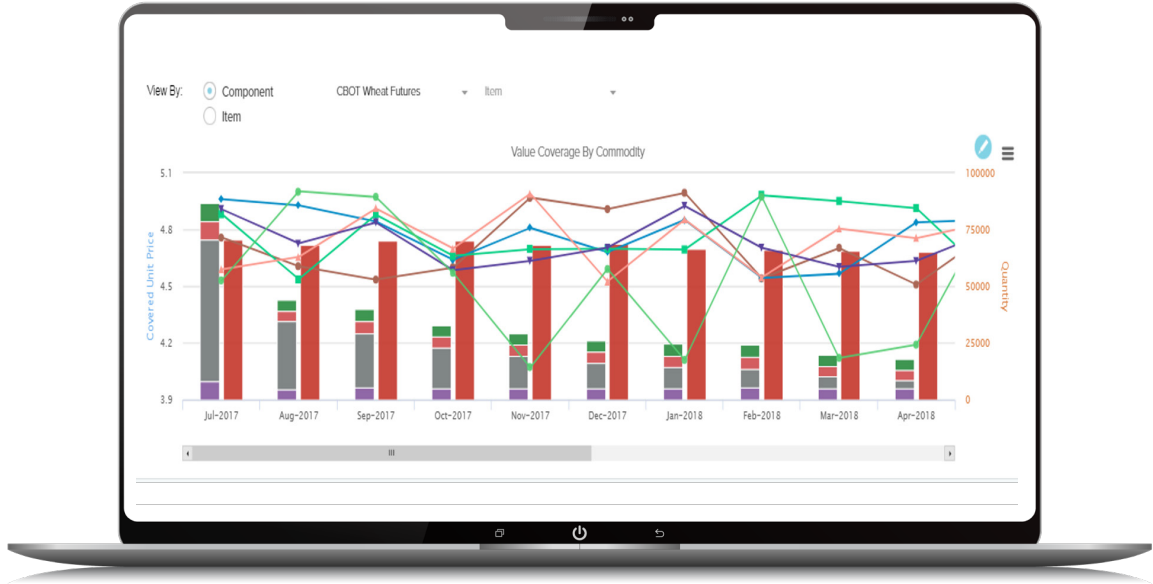 View By:
Component
CBOT Wheat Futures
Item
Item
Value Coverage By Commodity
5.1
4.8
4.5
4.2
3.9
Covered Unit Price
100000
75000
50000
25000
0
Quantity
Jul-2017
Aug-2017
Sep-2017
Oct-2017
Nov-2017
Dec-2017
Jan-2018
Feb-2018
Mar-2018
Apr-2018